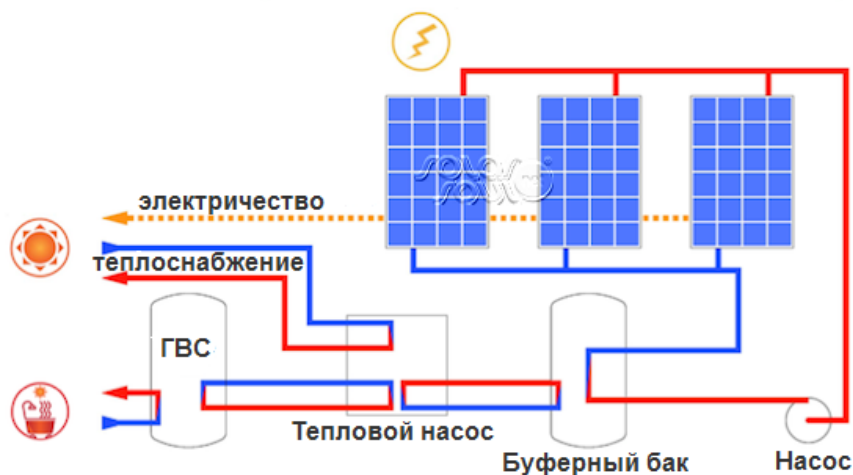 электричество
теплоснабжение
ГВС
Тепловой насос
Буферный бак
Насос